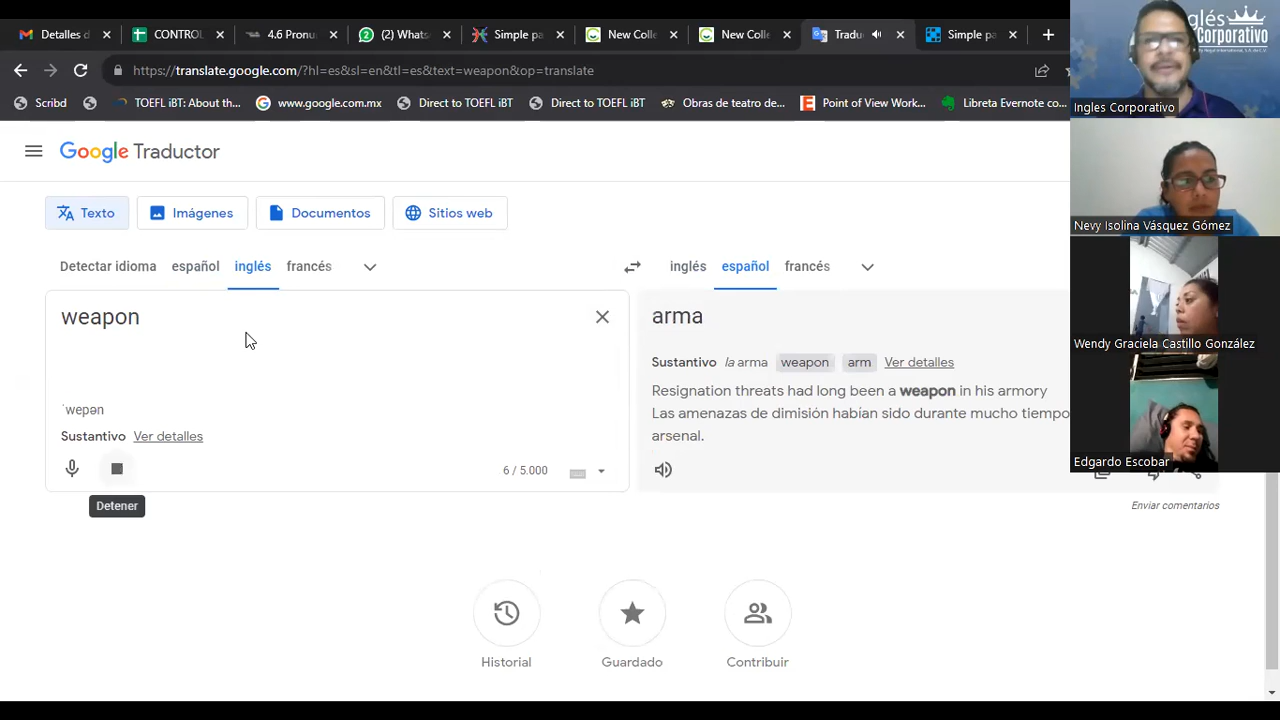 Detalles d
CONTROL
4.6 Pronu
(2) Whats
Simple pa
New Colle
New Colle
Traduc
Simple pa
https://translate.google.com/?hl=es&sl=en&tl=es&text=weapon&op=translate
Scribd
TOEFL iBT: About th...
www.google.com.mx
Direct to TOEFL iBT
Direct to TOEFL iBT
Obras de teatro de...
Point of View Work...
Libreta Evernote co...
Google Traductor
Texto
Imágenes
Documentos
Sitios web
Detectar idioma
español
inglés
francés
inglés
español
francés
weapon
ˈwepən
Sustantivo Ver detalles
6 / 5.000
Detener
arma
Sustantivo la arma weapon arm Ver detalles
Resignation threats had long been a weapon in his armory
Las amenazas de dimisión habían sido durante mucho tiempo
arsenal.
Enviar comentarios
Historial
Guardado
Contribuir
Inglés
Corporativo
Ingles Corporativo
Nevy Isolina Vásquez Gómez
Wendy Graciela Castillo González
Edgardo Escobar